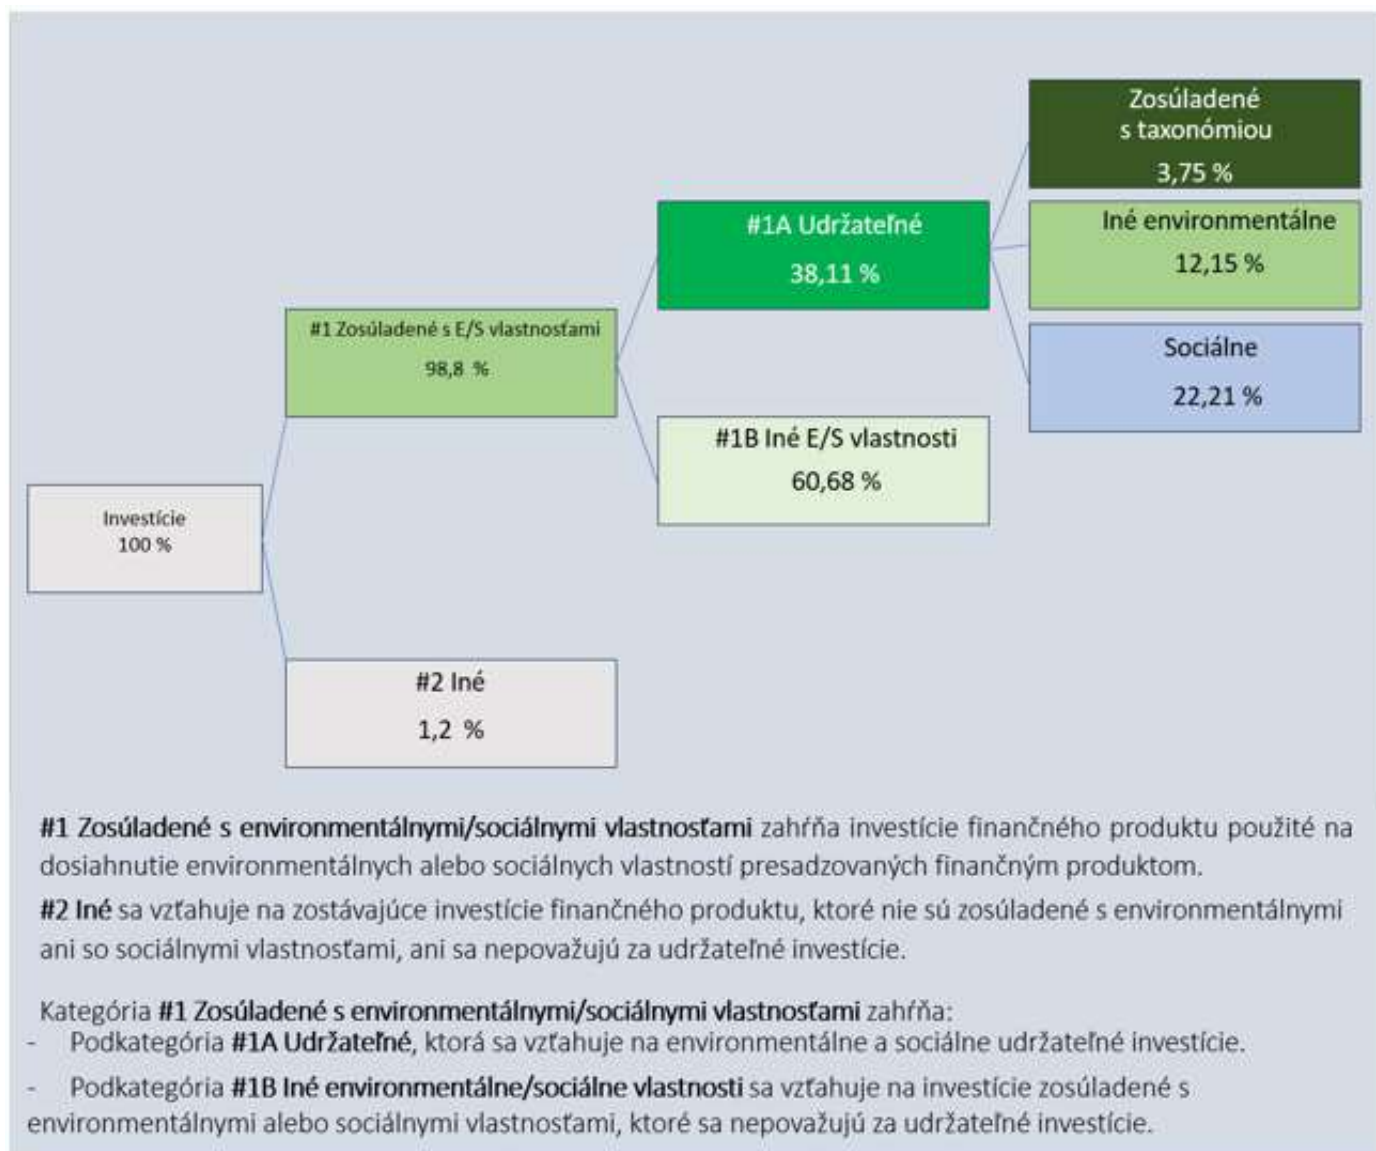 Zosúladené
s taxonómiou
3,75 %
#1A Udržateľné
38,11 %
Iné environmentálne
12,15 %
#1 Zosúladené s E/S vlastnosťami
98,8 %
Sociálne
22,21 %
#1B Iné E/S vlastnosti
60,68 %
Investície
100 %
#2 Iné
1,2 %
#1 Zosúladené s environmentálnymi/sociálnymi vlastnosťami zahŕňa investície finančného produktu použité na
dosiahnutie environmentálnych alebo sociálnych vlastností presadzovaných finančným produktom.
#2 Iné sa vzťahuje na zostávajúce investície finančného produktu, ktoré nie sú zosúladené s environmentálnymi
ani so sociálnymi vlastnosťami, ani sa nepovažujú za udržateľné investície.
Kategória #1 Zosúladené s environmentálnymi/sociálnymi vlastnosťami zahŕňa:
- Podkategória #1A Udržateľné, ktorá sa vzťahuje na environmentálne a sociálne udržateľné investície.
- Podkategória #1B Iné environmentálne/sociálne vlastnosti sa vzťahuje na investície zosúladené s
environmentálnymi alebo sociálnymi vlastnosťami, ktoré sa nepovažujú za udržateľné investície.